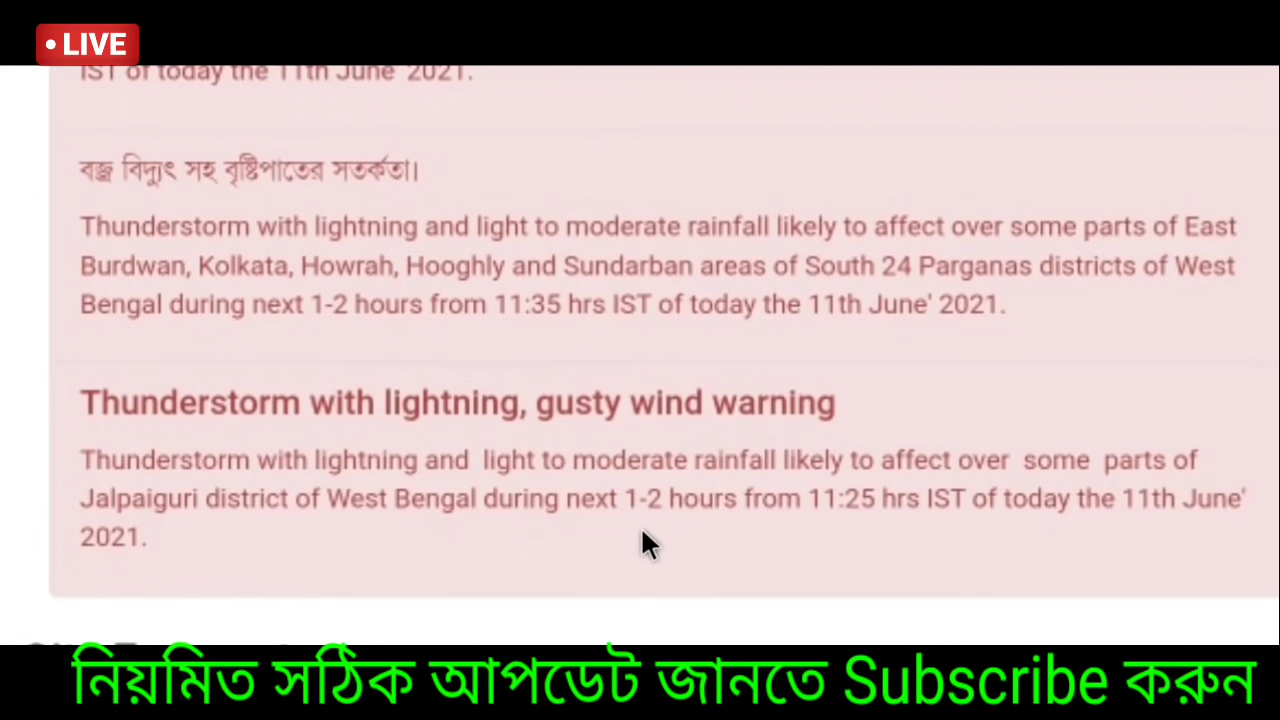 • LIVE
IST of today the 11th June' 2021.
বজ্র বিদ্যুৎ সহ বৃষ্টিপাতের সতর্কতা।
Thunderstorm with lightning and light to moderate rainfall likely to affect over some parts of East
Burdwan, Kolkata, Howrah, Hooghly and Sundarban areas of South 24 Parganas districts of West
Bengal during next 1-2 hours from 11:35 hrs IST of today the 11th June' 2021.
Thunderstorm with lightning, gusty wind warning
Thunderstorm with lightning and light to moderate rainfall likely to affect over some parts of
Jalpaiguri district of West Bengal during next 1-2 hours from 11:25 hrs IST of today the 11th June'
2021.
নিয়মিত সঠিক আপডেট জানতে Subscribe করুন